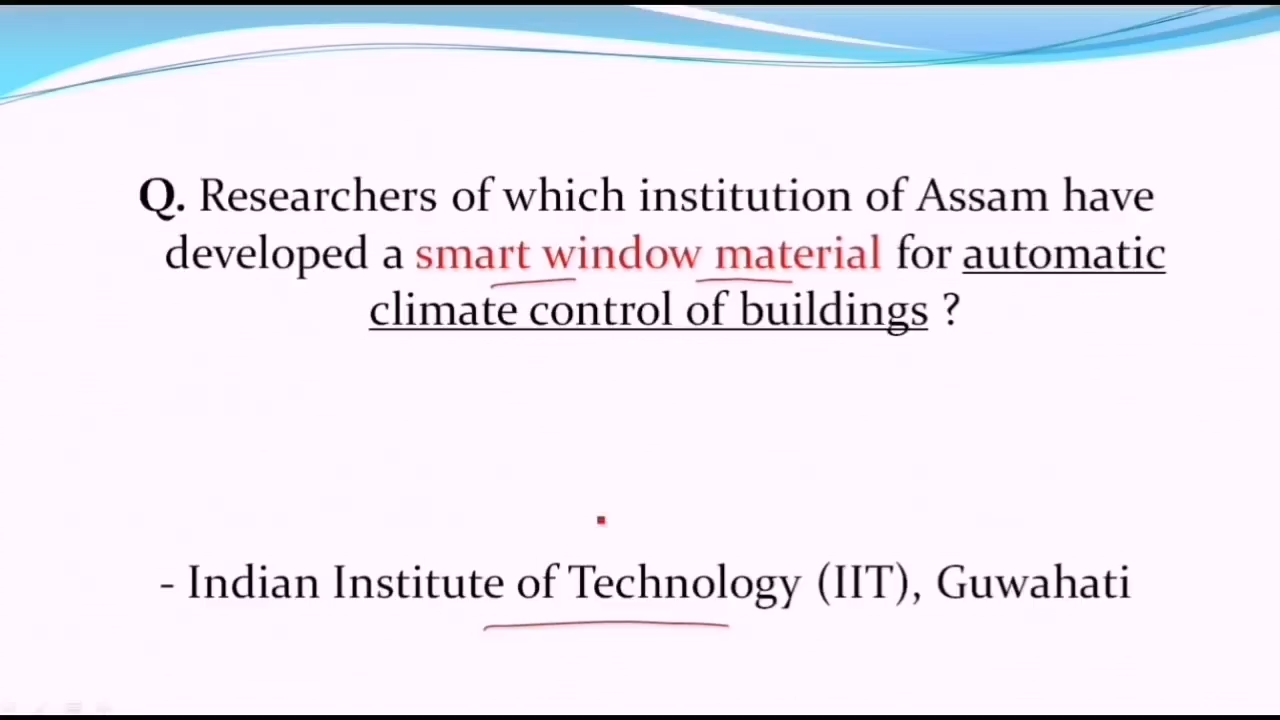 Q. Researchers of which institution of Assam have
developed a smart window material for automatic
climate control of buildings ?
- Indian Institute of Technology (IIT), Guwahati